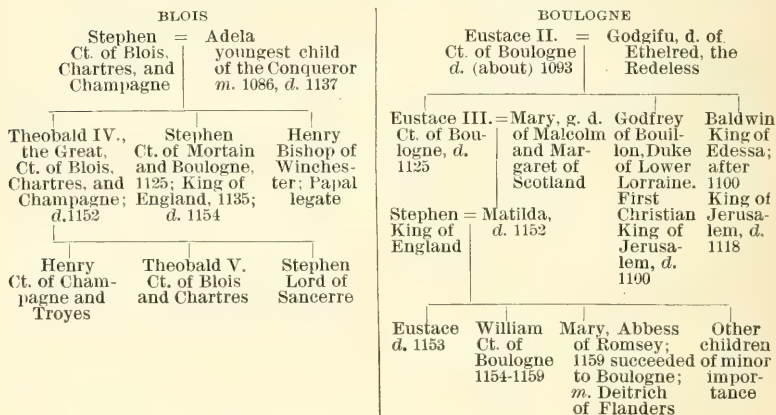 BLOIS
Stephen = Adela
Ct. of Blois, youngest child
Chartres, and of the Conqueror
Champagne m. 1086, d. 1137
Theobald IV.,
the Great,
Ct. of Blois,
Chartres, and
Champagne;
d. 1152
Stephen
Ct. of Mortain
and Boulogne,
1125; King of
England, 1135;
d. 1154
Henry
Bishop of
Winches-
ter; Papal
legate
Henry
Ct. of Cham-
pagne and
Troyes
Theobald V.
Ct. of Blois
and Chartres
Stephen
Lord of
Sancerre
BOULOGNE
Eustace II. = Godgifu, d. of
Ct. of Boulogne Ethelred, the
d. (about) 1093 Redeless
Eustace III. =
Ct. of Bou-
logne, d.
1125
Mary, g. d.
of Malcolm
and Mar-
garet of
Scotland
Godfrey
of Bouil-
lon, Duke
of Lower
Lorraine.
First
Christian
King of
Jerusa-
lem, d.
1100
Baldwin
King of
Edessa;
after
1100
King of
Jerusa-
lem, d.
1118
Stephen = Matilda,
King of d. 1152
England
Eustace
d. 1153
William
Ct. of
Boulogne
1154-1159
Mary, Abbess
of Romsey;
1159 succeeded
to Boulogne;
m. Deitrich
of Flanders
Other
children
of minor
impor-
tance